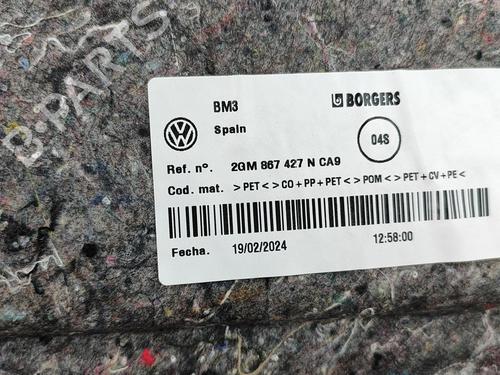 B-PARTS
BM3
BORGERS
Spain
04S
Ref. nº. 2GM 867 427 N CA9
Cod. mat. >PET<>CO+PP+PET<>POM<>PET+CV+PE<
Fecha. 19/02/2024 12:58:00